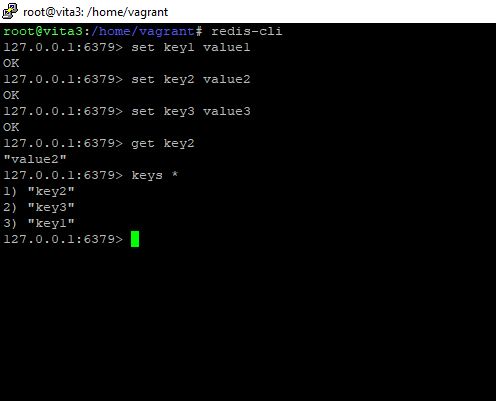 root@vita3: /home/vagrant
root@vita3:/home/vagrant# redis-cli
127.0.0.1:6379> set key1 value1
OK
127.0.0.1:6379> set key2 value2
OK
127.0.0.1:6379> set key3 value3
OK
127.0.0.1:6379> get key2
"value2"
127.0.0.1:6379> keys *
1) "key2"
2) "key3"
3) "key1"
127.0.0.1:6379>